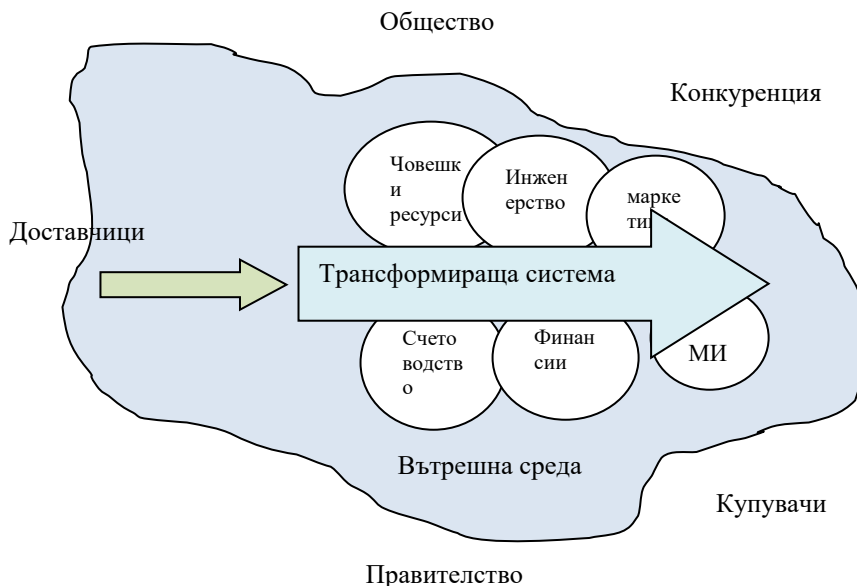 Общество
Конкуренция
Човешк
и
ресурси
Инжен
ерство
марке
Доставчици
Трансформираща система
Счето
водств
о
Финан
сии
МИ
Вътрешна среда
Купувачи
Правителство